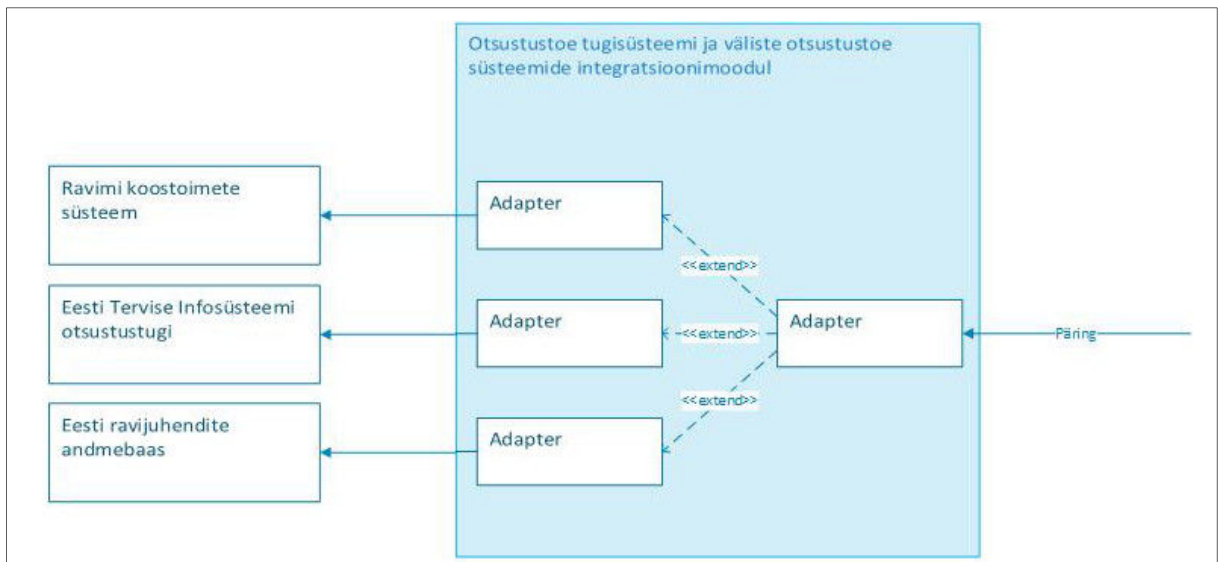 Otsustustoe tugisüsteemi ja väliste otsustustoe
süsteemide integratsioonimoodul
Ravimi koostoimete
süsteem
Adapter
<<extend>>
Eesti Tervise Infosüsteemi
otsustustugi
Adapter
<<extend>>
Adapter
Päring
<<extend>>
Eesti ravijuhendite
andmebaas
Adapter